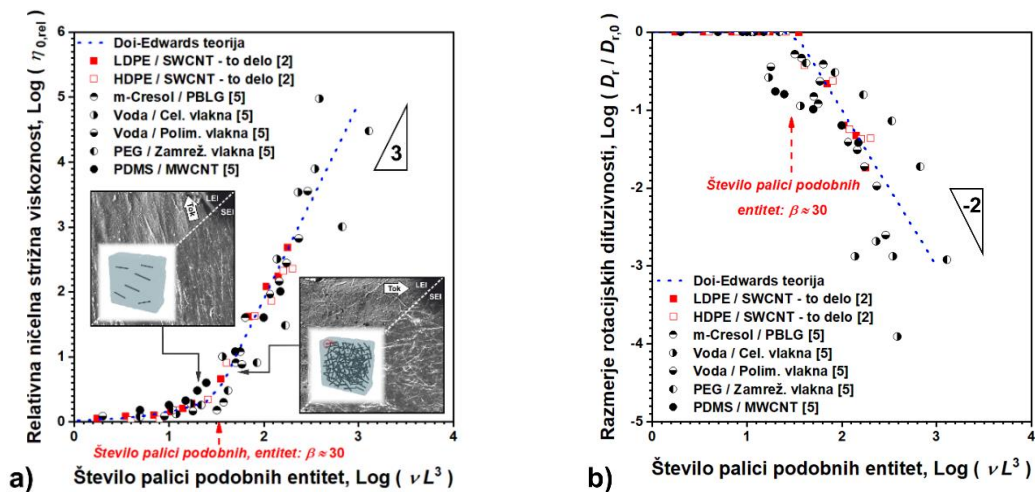 a)
Relativna ničelna strižna viskoznost, Log ( η0,rel )
6
5
4
3
2
1
0
Doi-Edwards teorija
LDPE / SWCNT - to delo [2]
HDPE / SWCNT - to delo [2]
m-Cresol / PBLG [5]
Voda / Cel. vlakna [5]
Voda / Polim. vlakna [5]
PEG / Zamrež. vlakna [5]
PDMS / MWCNT [5]
3
Tok
LEI
SEI
Tok
LEI
SEI
0 1 2 3 4
Število palici podobnih, entitet: β ≈ 30
Število palici podobnih entitet, Log ( ν L³ )
b)
Razmerje rotacijskih difuzivnosti, Log ( Dr / Dr,0 )
0
-1
-2
-3
-4
-5
Število palici podobnih
entitet: β ≈ 30
-2
Doi-Edwards teorija
LDPE / SWCNT - to delo [2]
HDPE / SWCNT - to delo [2]
m-Cresol / PBLG [5]
Voda / Cel. vlakna [5]
Voda / Polim. vlakna [5]
PEG / Zamrež. vlakna [5]
PDMS / MWCNT [5]
0 1 2 3 4
Število palici podobnih entitet, Log ( ν L³ )